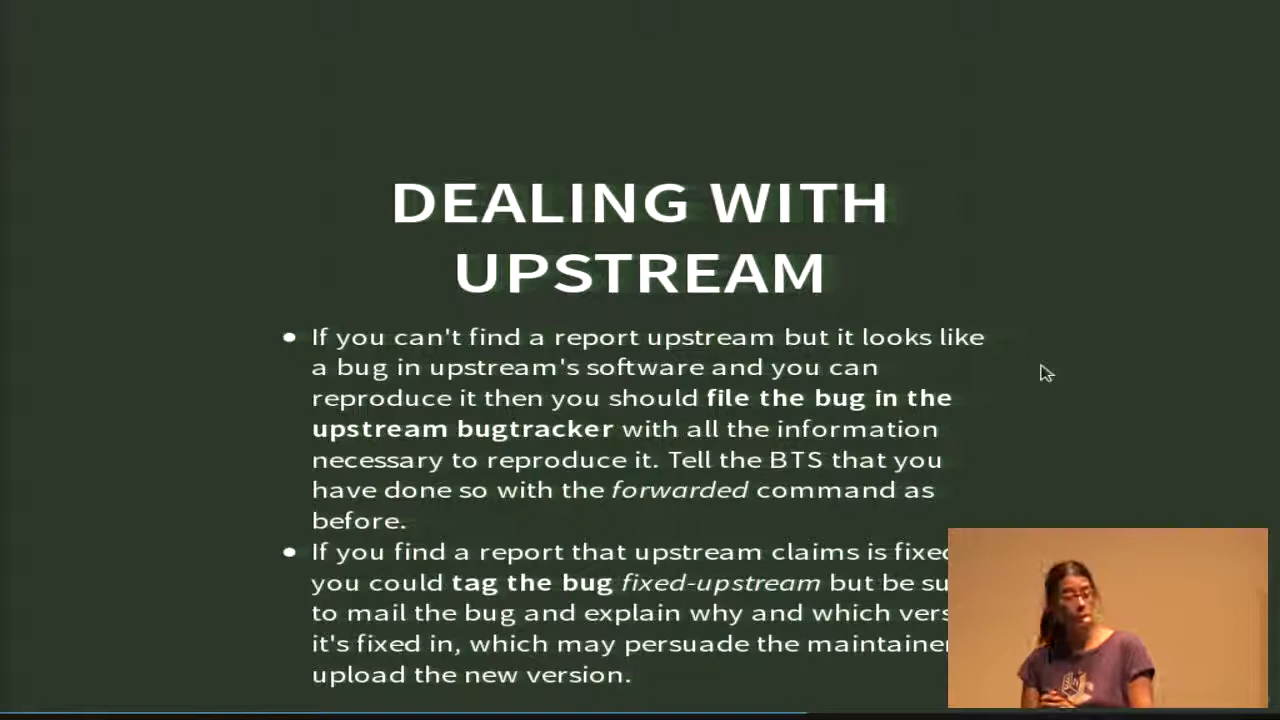 DEALING WITH
UPSTREAM
• If you can't find a report upstream but it looks like
a bug in upstream's software and you can
reproduce it then you should file the bug in the
upstream bugtracker with all the information
necessary to reproduce it. Tell the BTS that you
have done so with the forwarded command as
before.
• If you find a report that upstream claims is fixed
you could tag the bug fixed-upstream but be su
to mail the bug and explain why and which vers
it's fixed in, which may persuade the maintainer
upload the new version.